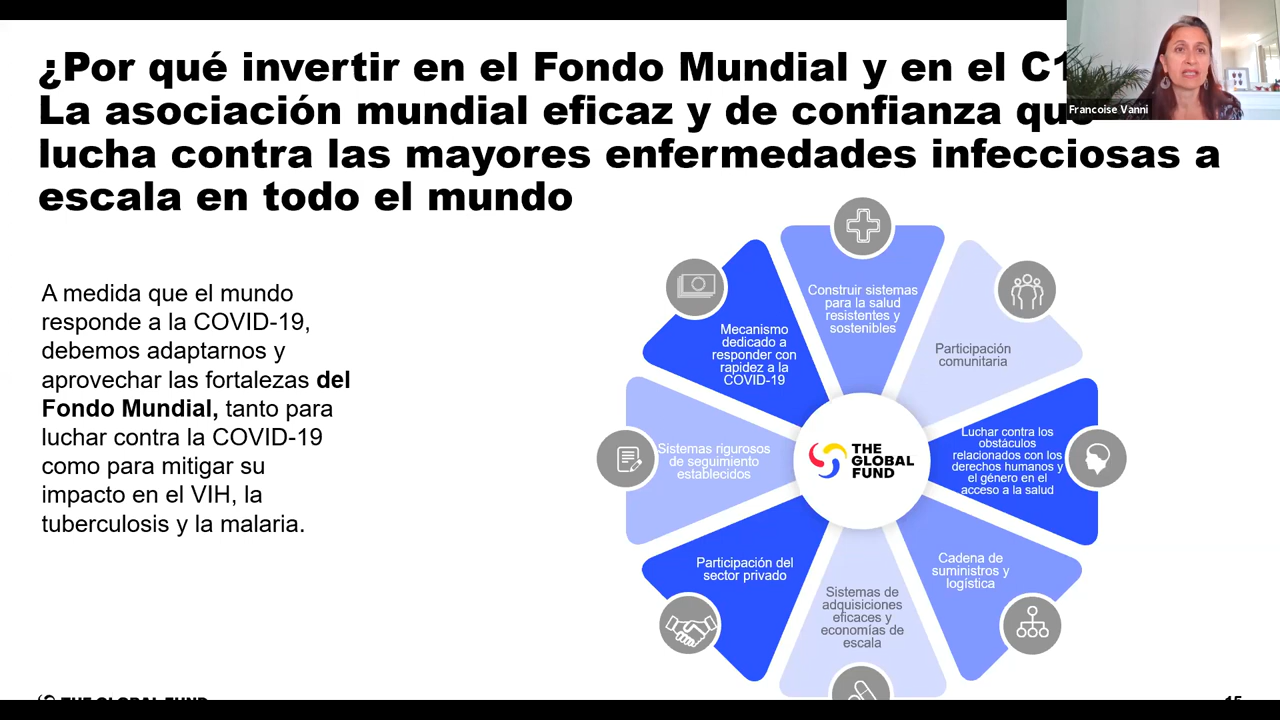 ¿Por qué invertir en el Fondo Mundial y en el
La asociación mundial eficaz y de confianza que
lucha contra las mayores enfermedades infecciosas a
escala en todo el mundo
Francoise Vanni
A medida que el mundo
responde a la COVID-19,
debemos adaptarnos y
aprovechar las fortalezas del
Fondo Mundial, tanto para
luchar contra la COVID-19
como para mitigar su
impacto en el VIH, la
tuberculosis y la malaria.
Construir sistemas
para la salud
resistentes y
sostenibles
Participación
comunitaria
Luchar contra los
obstáculos
relacionados con los
derechos humanos y
el género en el
acceso a la salud
Cadena de
suministros y
logística
Sistemas de
adquisiciones
eficaces y
economías de
escala
Participación del
sector privado
Sistemas rigurosos
de seguimiento
establecidos
Mecanismo
dedicado a
responder con
rapidez a la
COVID-19
THE
GLOBAL
FUND
THE GLOBAL FUND
15